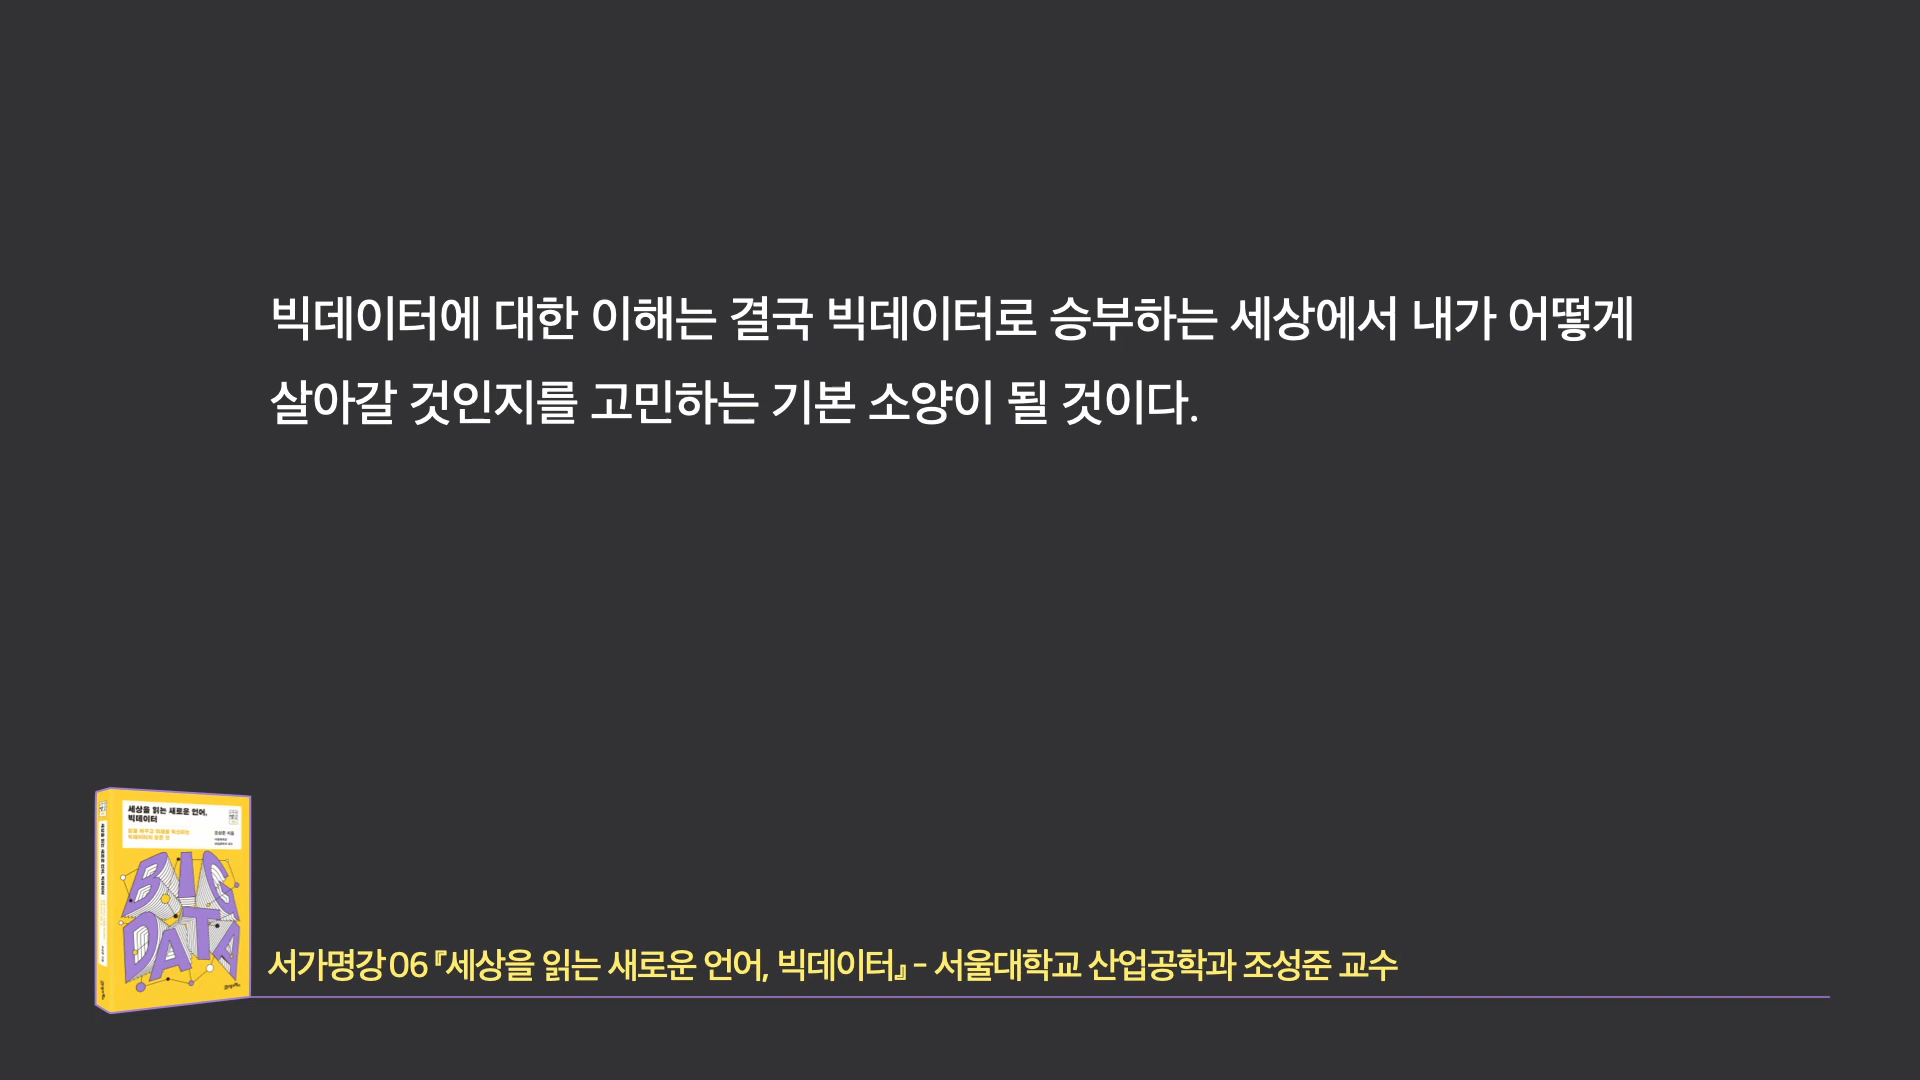 빅데이터에 대한 이해는 결국 빅데이터로 승부하는 세상에서 내가 어떻게
살아갈 것인지를 고민하는 기본 소양이 될 것이다.
세상을 읽는 새로운 언어,
빅데이터
조성준 지음
BIG
DATA
서가명강 06 『세상을 읽는 새로운 언어, 빅데이터』 - 서울대학교 산업공학과 조성준 교수